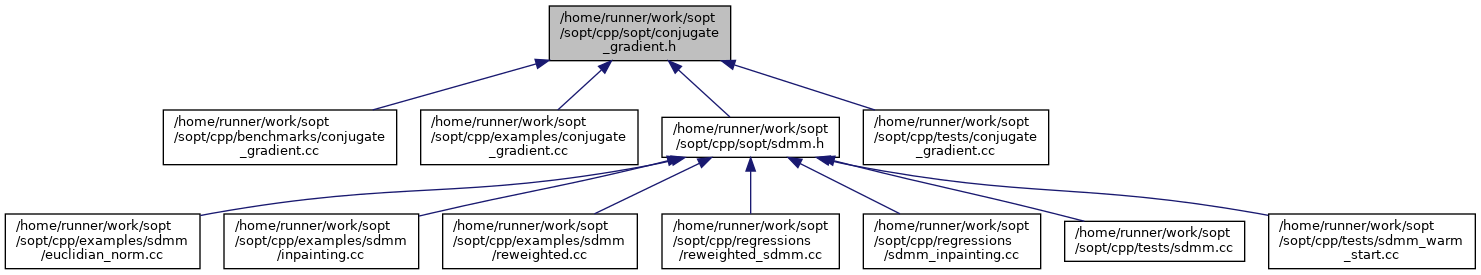 /home/runner/work/sopt
/sopt/cpp/sopt/conjugate
_gradient.h
/home/runner/work/sopt
/sopt/cpp/benchmarks/conjugate
_gradient.cc
/home/runner/work/sopt
/sopt/cpp/examples/conjugate
_gradient.cc
/home/runner/work/sopt
/sopt/cpp/sopt/sdmm.h
/home/runner/work/sopt
/sopt/cpp/tests/conjugate
_gradient.cc
/home/runner/work/sopt
/sopt/cpp/examples/sdmm
/euclidian_norm.cc
/home/runner/work/sopt
/sopt/cpp/examples/sdmm
/inpainting.cc
/home/runner/work/sopt
/sopt/cpp/examples/sdmm
/reweighted.cc
/home/runner/work/sopt
/sopt/cpp/regressions
/reweighted_sdmm.cc
/home/runner/work/sopt
/sopt/cpp/regressions
/sdmm_inpainting.cc
/home/runner/work/sopt
/sopt/cpp/tests/sdmm.cc
/home/runner/work/sopt
/sopt/cpp/tests/sdmm_warm
_start.cc